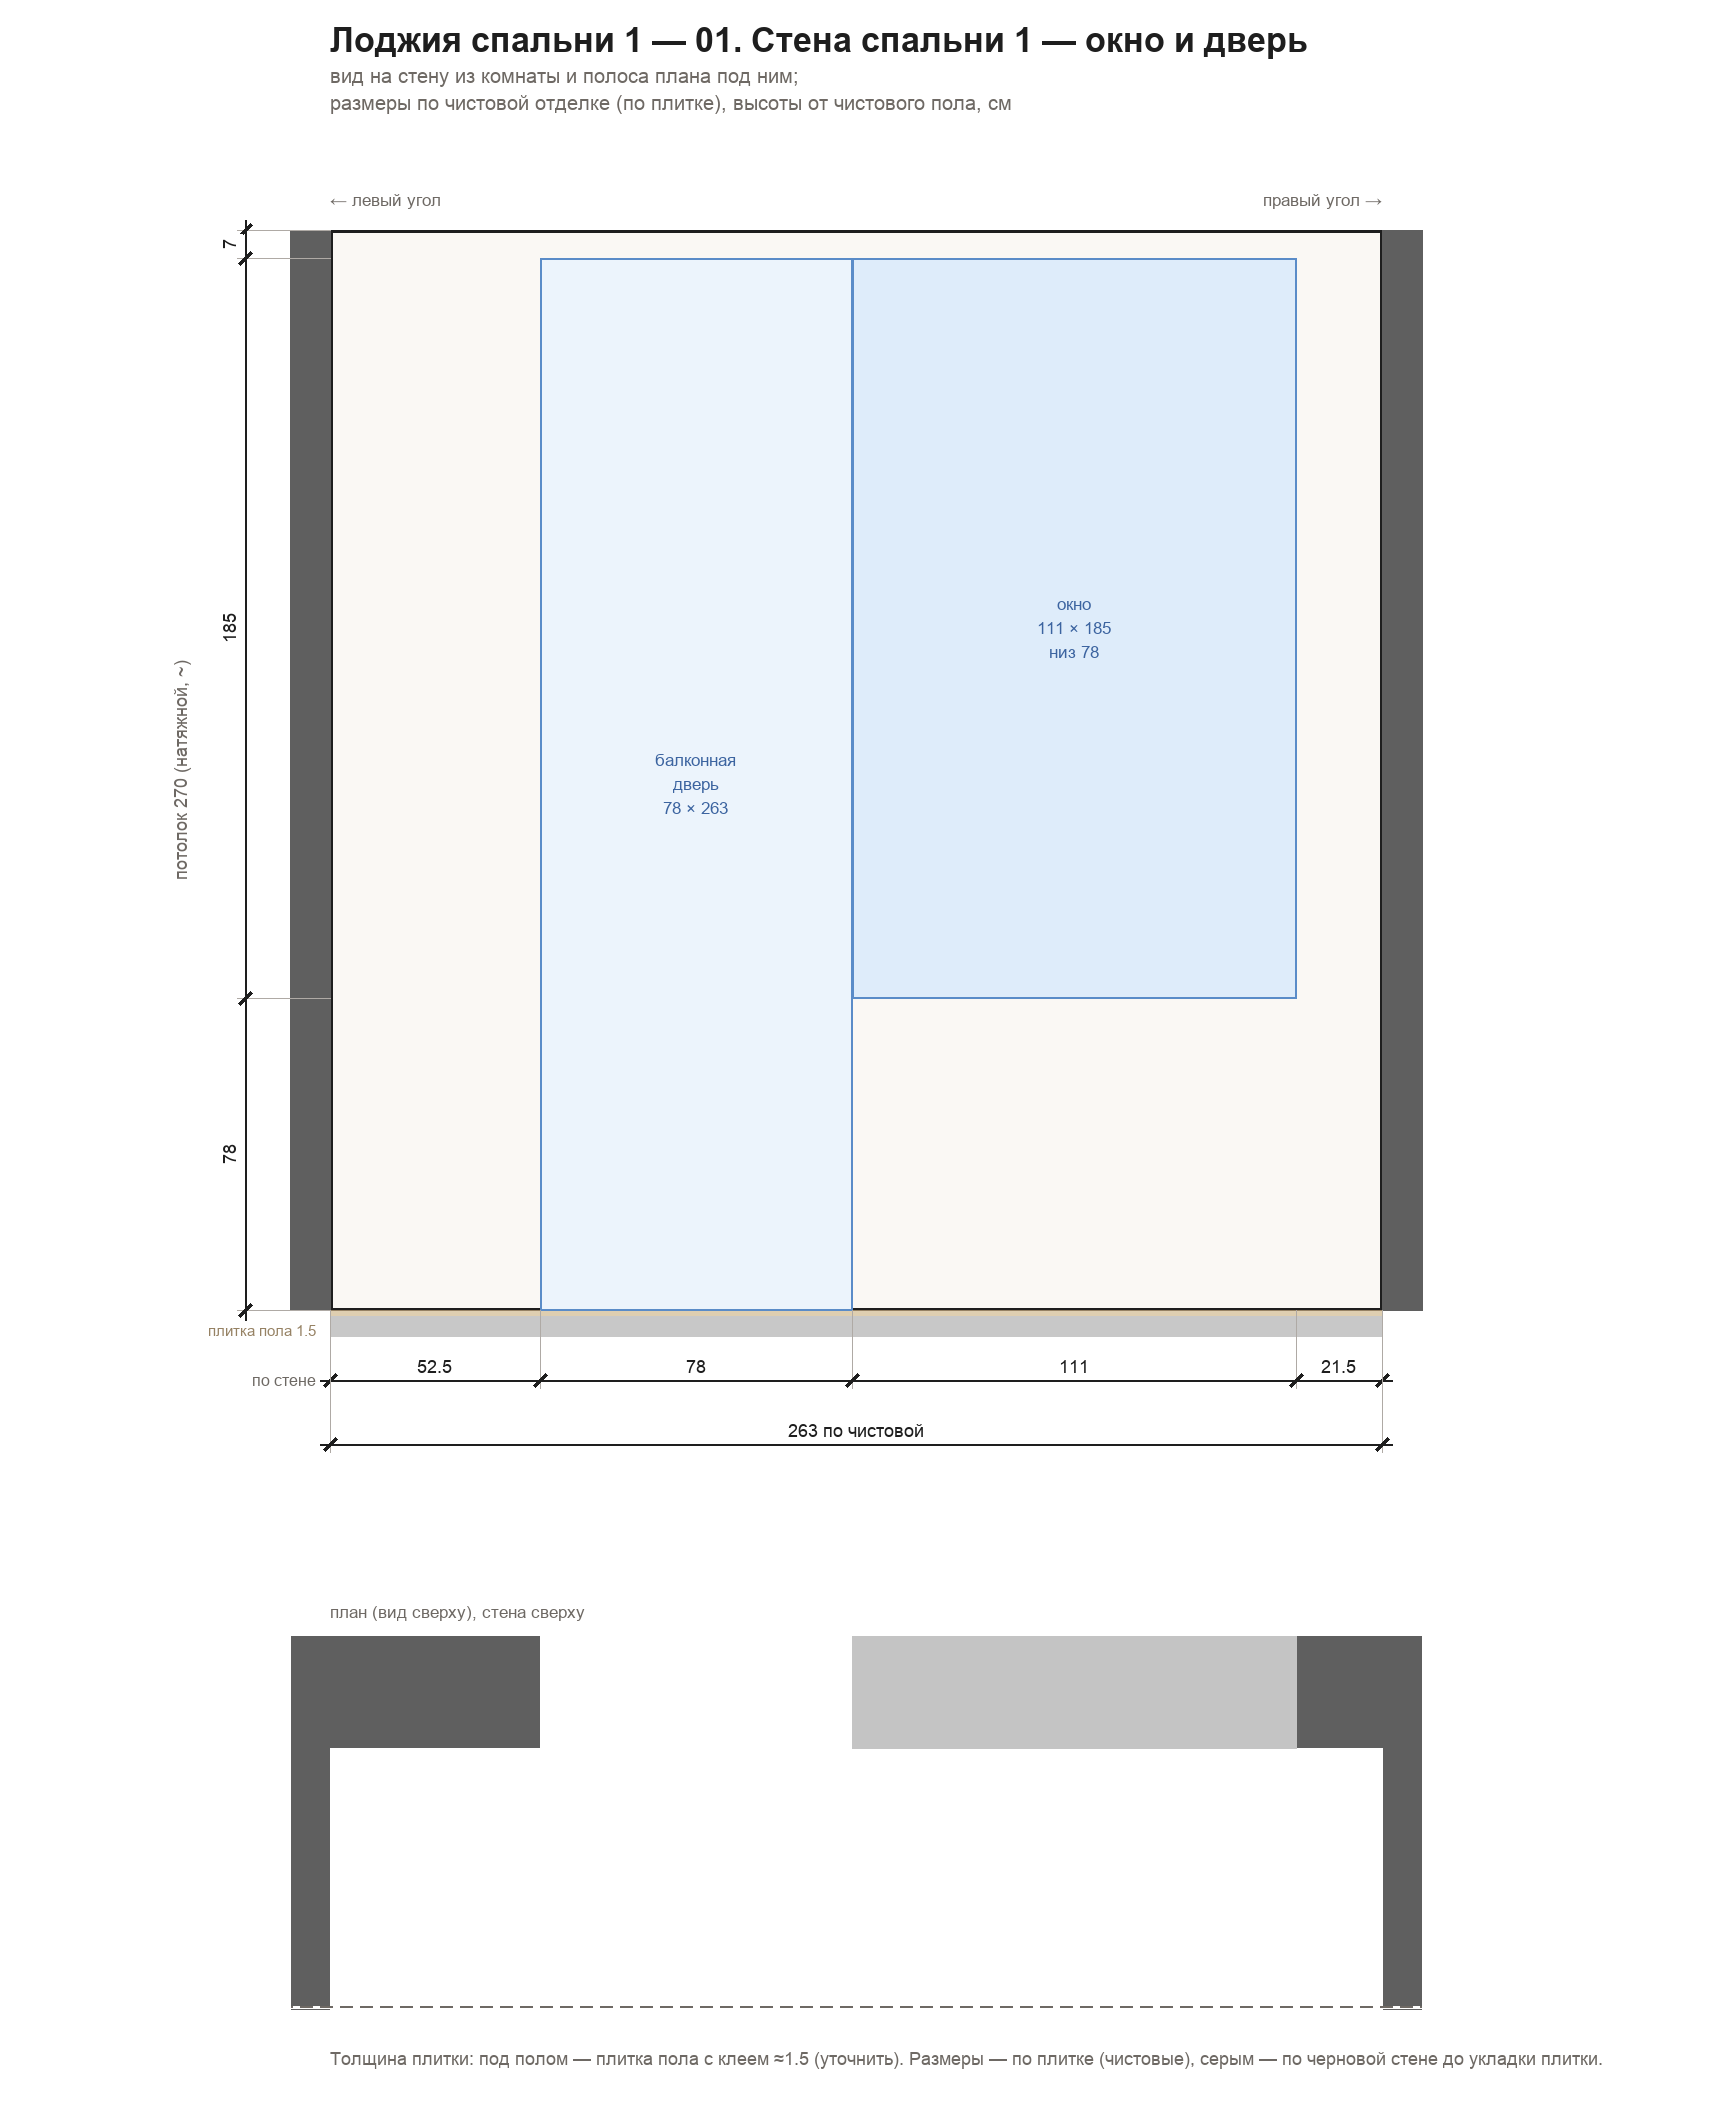 Лоджия спальни 1 — 01. Стена спальни 1 — окно и дверь
вид на стену из комнаты и полоса плана под ним;
размеры по чистовой отделке (по плитке), высоты от чистового пола, см
← левый угол
правый угол →
7
185
78
потолок 270 (натяжной, ~)
окно
111 × 185
низ 78
балконная
дверь
78 × 263
плитка пола 1.5
по стене
52.5
78
111
21.5
263 по чистовой
план (вид сверху), стена сверху
Толщина плитки: под полом — плитка пола с клеем ≈1.5 (уточнить). Размеры — по плитке (чистовые), серым — по черновой стене до укладки плитки.